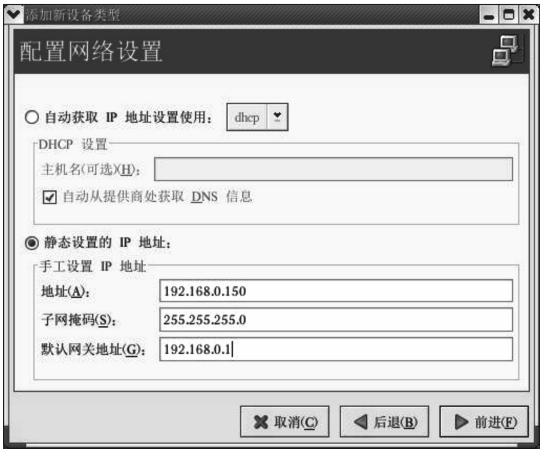 添加新设备类型
配置网络设置
自动获取 IP 地址设置使用： dhcp
DHCP 设置
主机名(可选)(H)：
自动从提供商处获取 DNS 信息
静态设置的 IP 地址：
手工设置 IP 地址
地址(A)： 192.168.0.150
子网掩码(S)： 255.255.255.0
默认网关地址(G)： 192.168.0.1
取消(C) 后退(B) 前进(F)